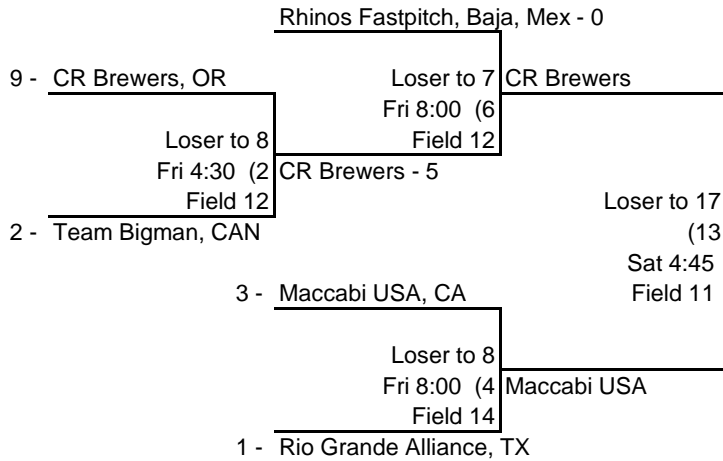 Rhinos Fastpitch, Baja, Mex - 0
9 - CR Brewers, OR
Loser to 7 CR Brewers
Fri 8:00 (6
Loser to 8
Field 12
Fri 4:30 (2 CR Brewers - 5
Field 12
Loser to 17
2 - Team Bigman, CAN
(13
Sat 4:45
3 - Maccabi USA, CA
Field 11
Loser to 8
Fri 8:00 (4 Maccabi USA
Field 14
1 - Rio Grande Alliance, TX